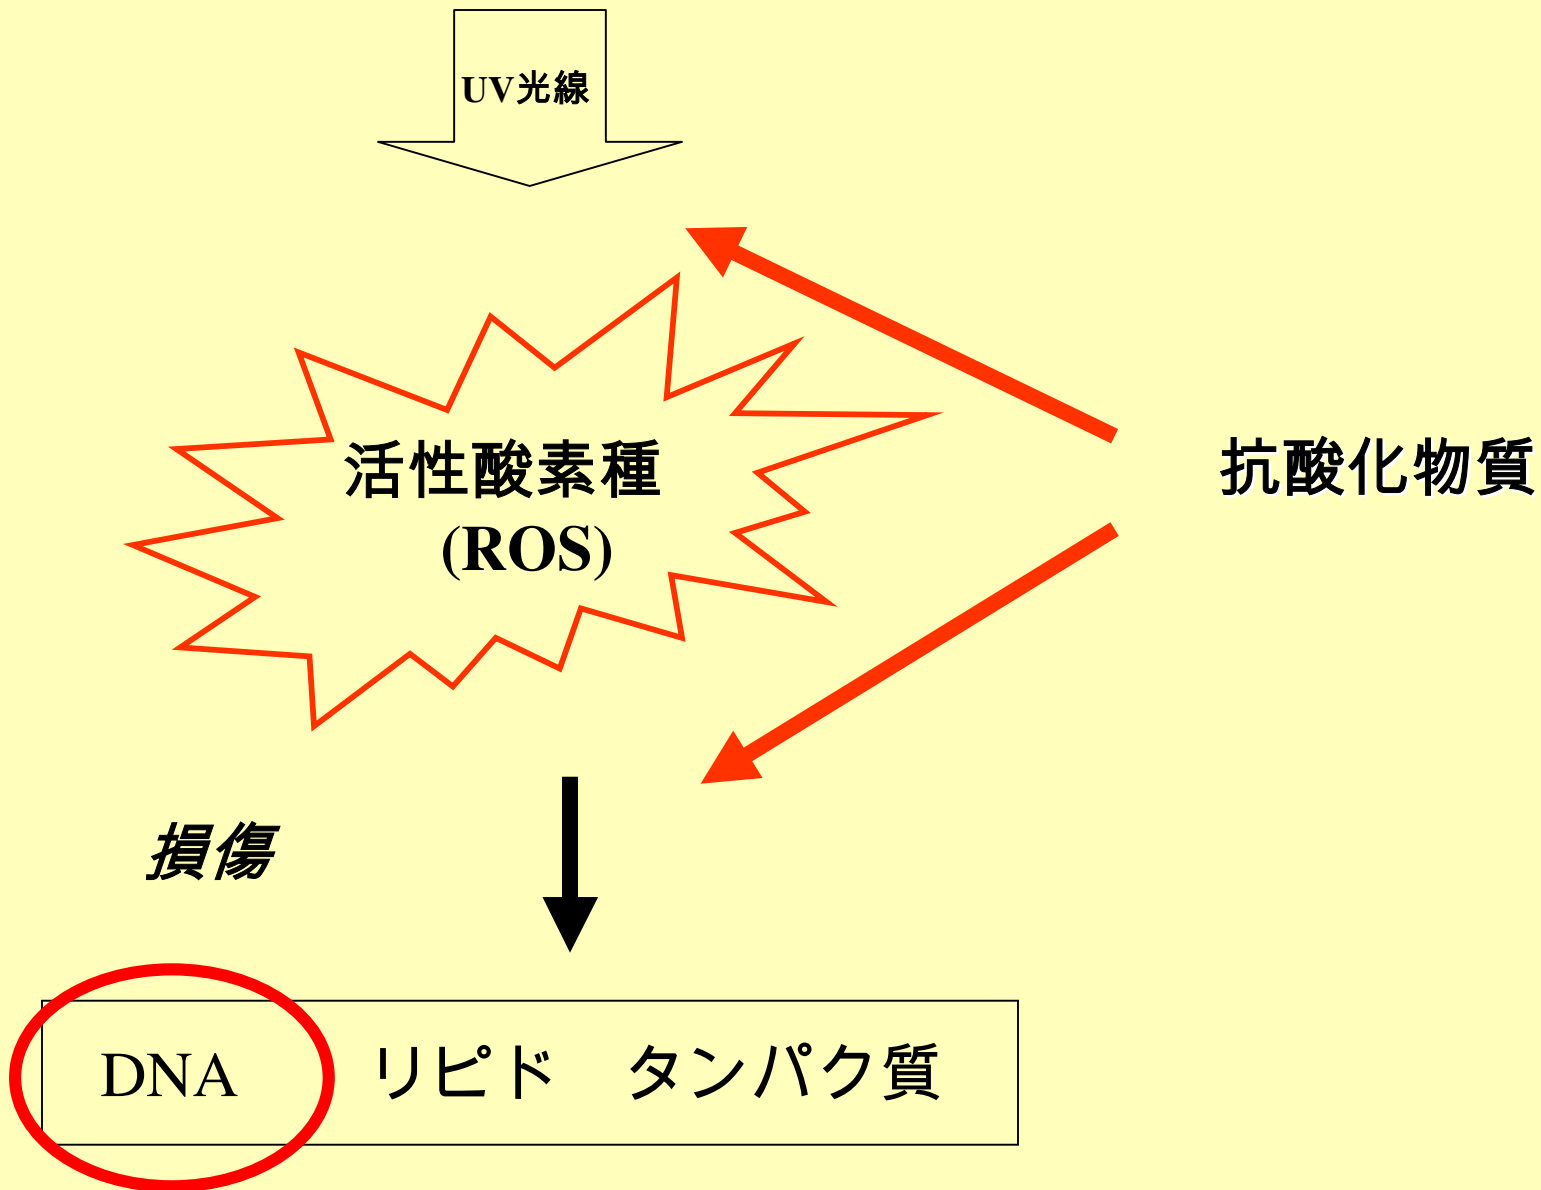 UV光線
活性酸素種
(ROS)
抗酸化物質
損傷
DNA リピド タンパク質